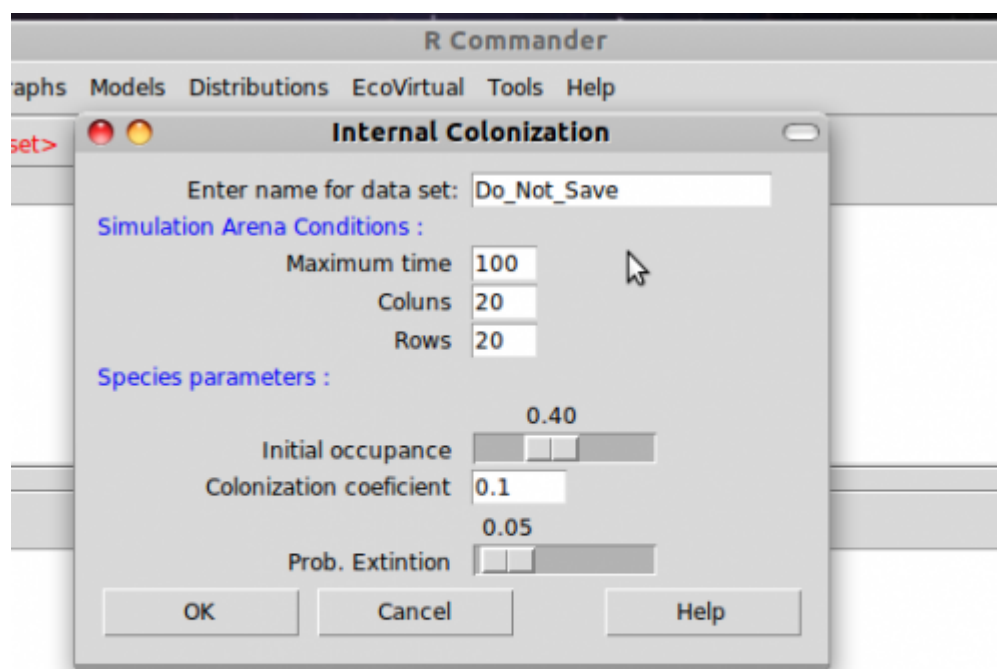 R Commander
raphs Models Distributions EcoVirtual Tools Help
set>
Internal Colonization
Enter name for data set: Do_Not_Save
Simulation Arena Conditions :
Maximum time 100
Coluns 20
Rows 20
Species parameters :
0.40
Initial occupance
Colonization coeficient 0.1
0.05
Prob. Extintion
OK Cancel Help